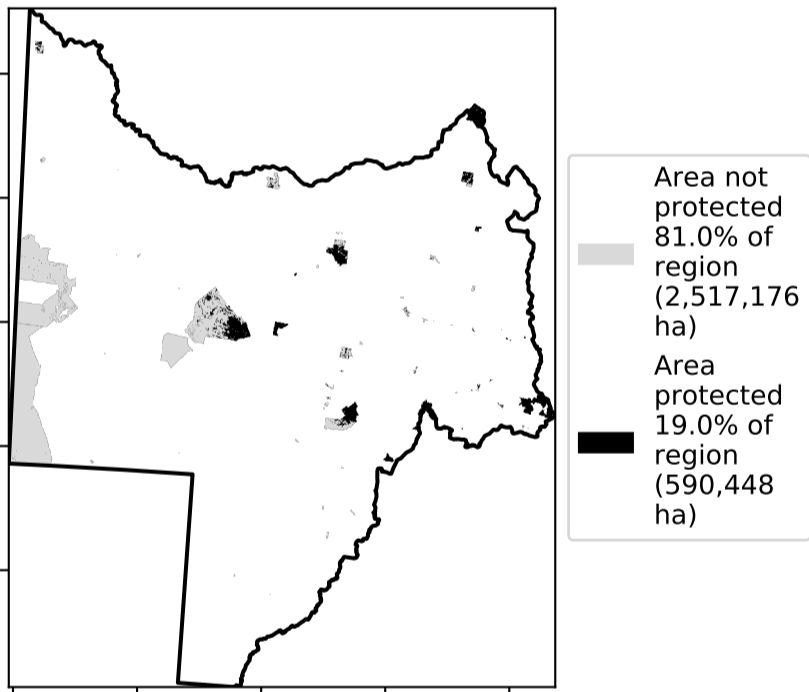 Area not
protected
81.0% of
region
(2,517,176
ha)
Area
protected
19.0% of
region
(590,448
ha)